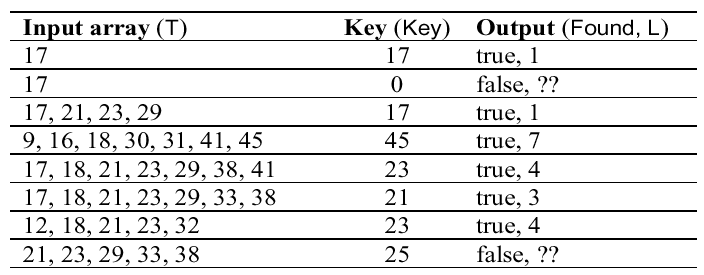 Input array (T) Key (Key) Output (Found, L)
17 17 true, 1
17 0 false, ??
17, 21, 23, 29 17 true, 1
9, 16, 18, 30, 31, 41, 45 45 true, 7
17, 18, 21, 23, 29, 38, 41 23 true, 4
17, 18, 21, 23, 29, 33, 38 21 true, 3
12, 18, 21, 23, 32 23 true, 4
21, 23, 29, 33, 38 25 false, ??